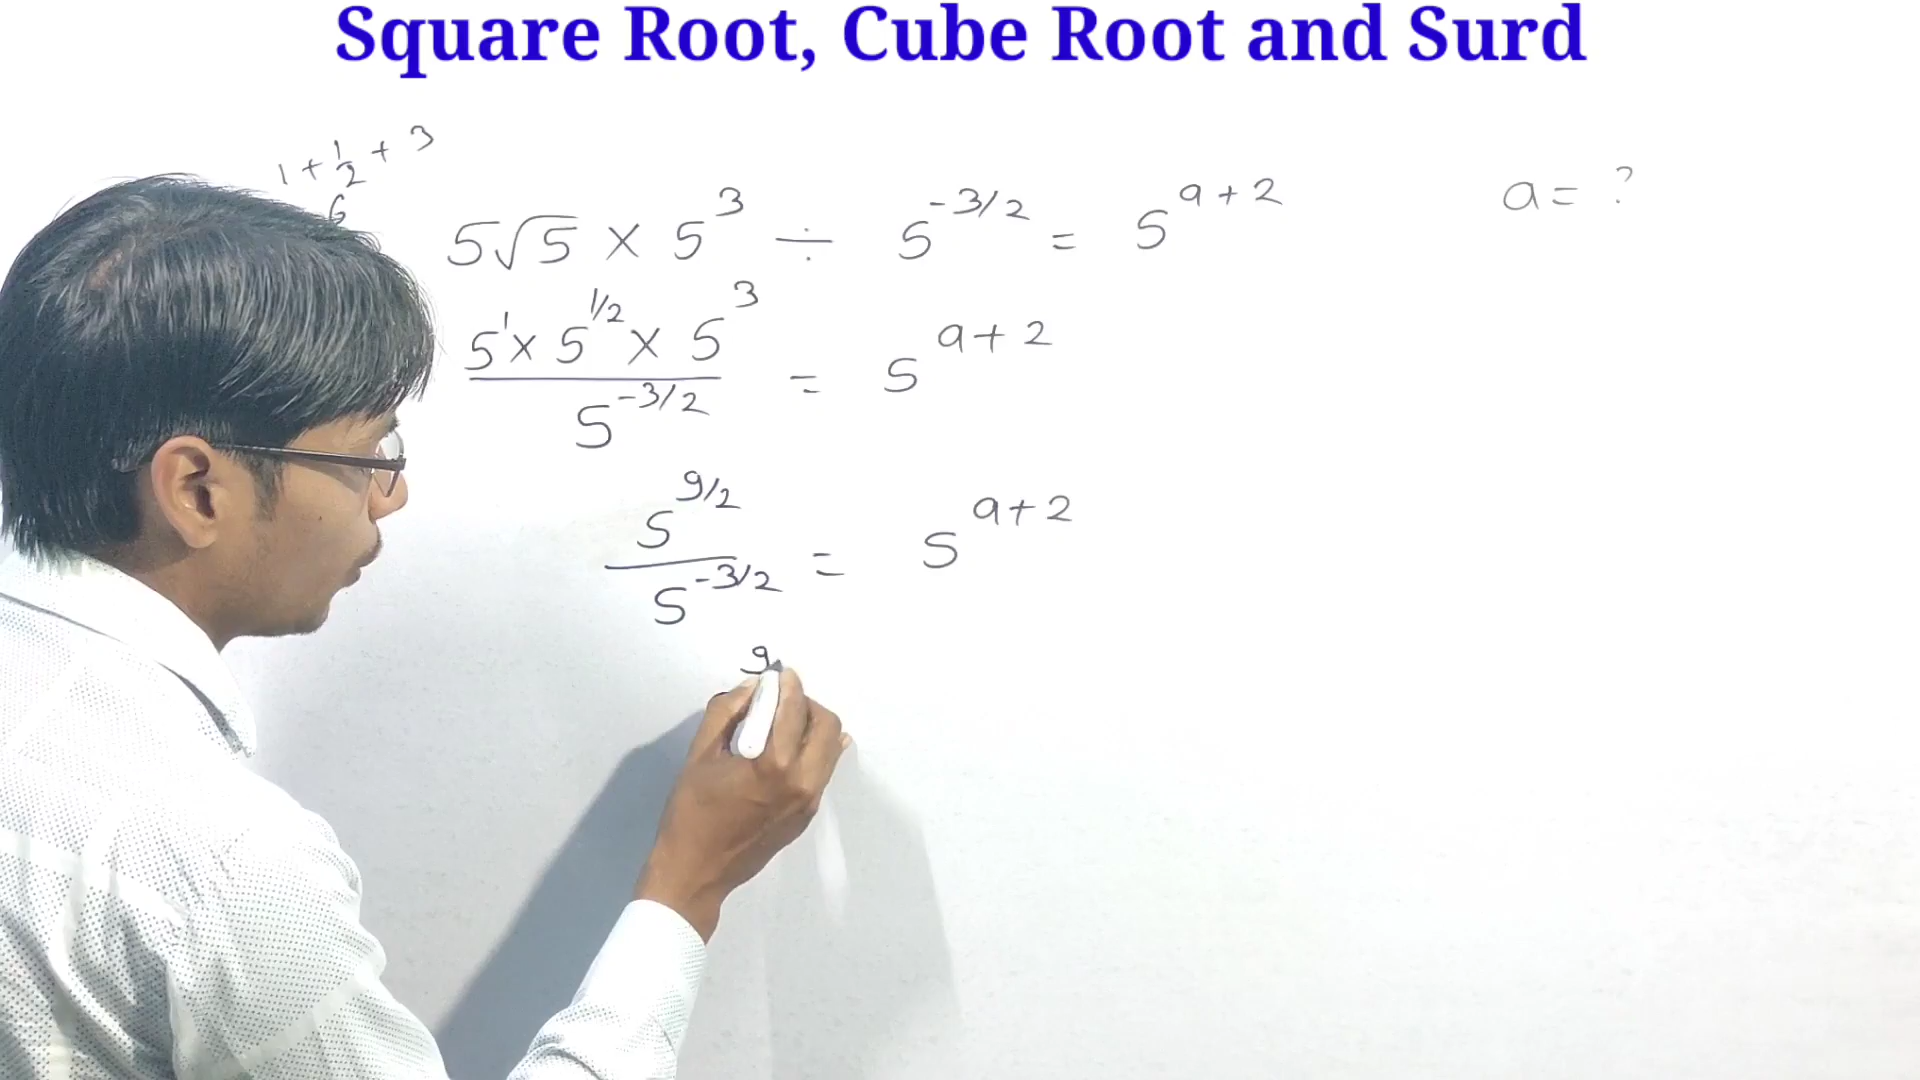 Square Root, Cube Root and Surd
1 + 1/2 + 3
6
5√5 × 5^3 ÷ 5^-3/2 = 5^a+2 a = ?
5^1 × 5^1/2 × 5^3 / 5^-3/2 = 5^a+2
5^9/2 / 5^-3/2 = 5^a+2
9